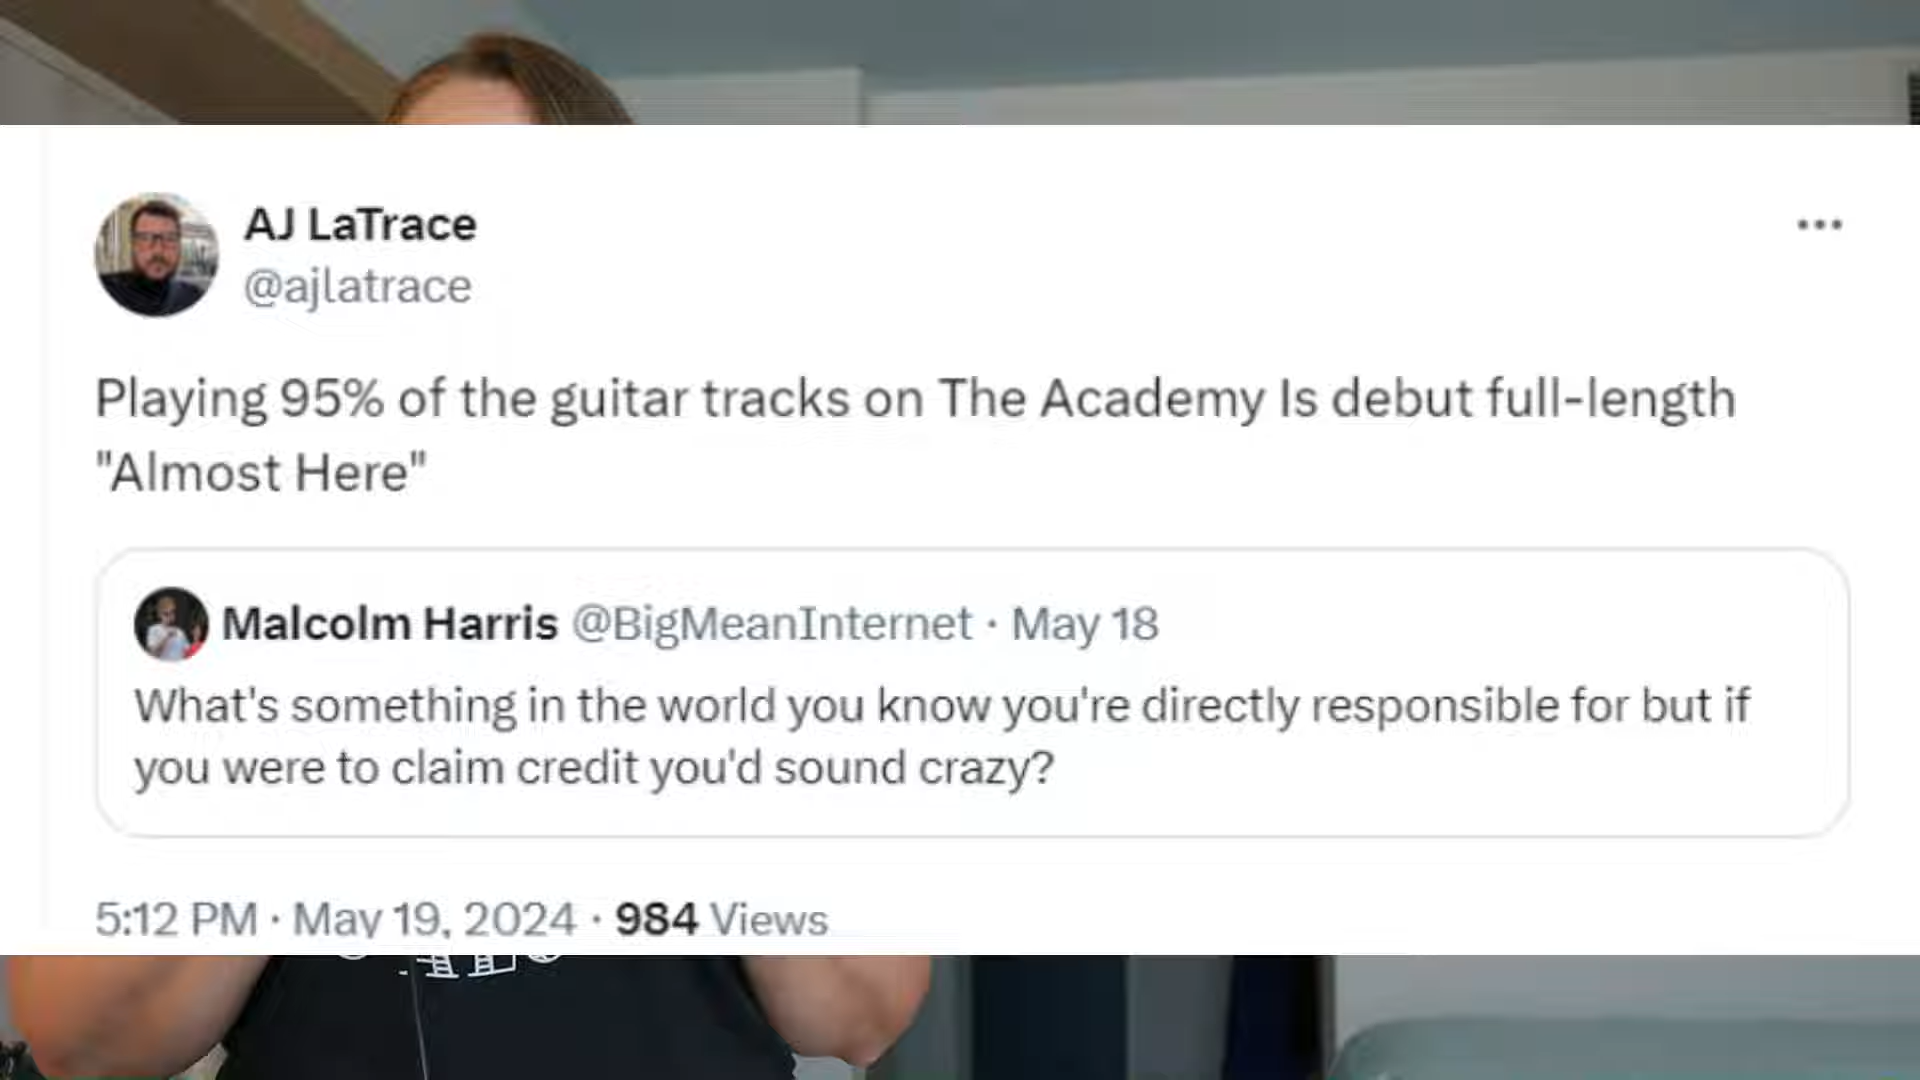 AJ LaTrace
@ajlatrace
Playing 95% of the guitar tracks on The Academy Is debut full-length
"Almost Here"
Malcolm Harris @BigMeanInternet · May 18
What's something in the world you know you're directly responsible for but if
you were to claim credit you'd sound crazy?
5:12 PM · May 19, 2024 · 984 Views